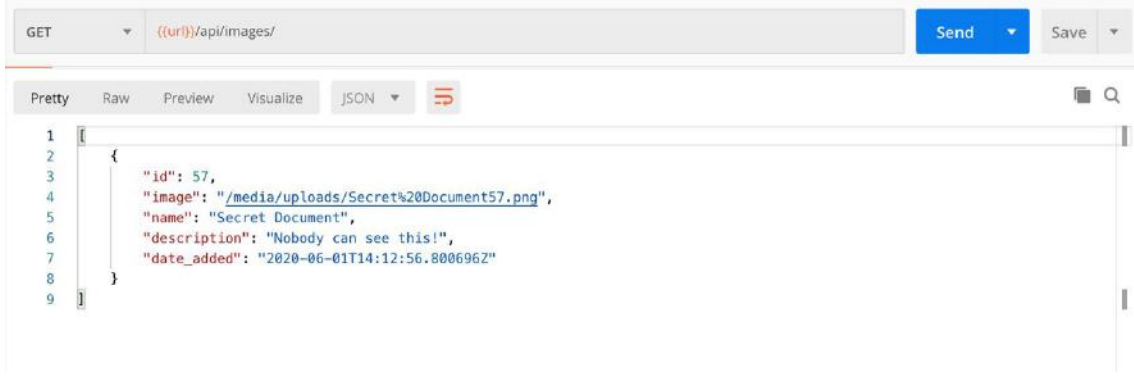 GET {{url}}/api/images/ Send Save
Pretty Raw Preview Visualize JSON
1 [
2 {
3 "id": 57,
4 "image": "/media/uploads/Secret%20Document57.png",
5 "name": "Secret Document",
6 "description": "Nobody can see this!",
7 "date_added": "2020-06-01T14:12:56.800696Z"
8 }
9 ]